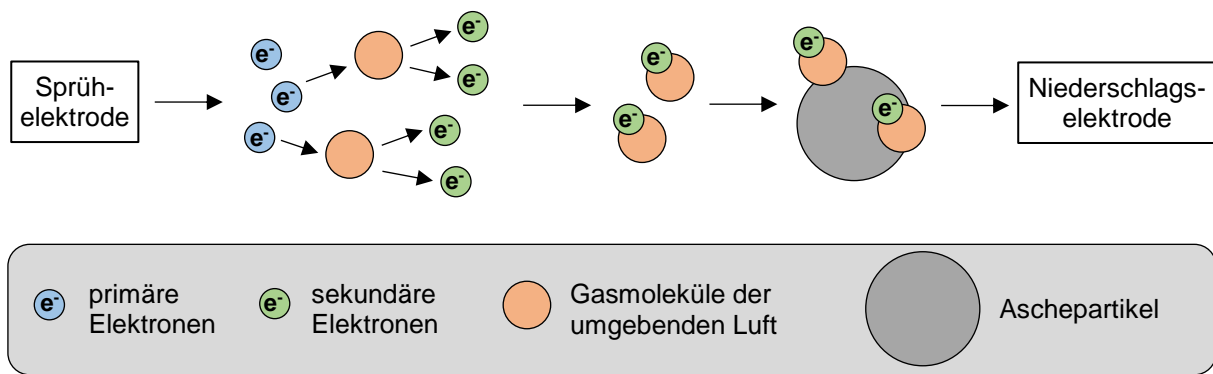 Sprüh-
elektrode
e-
e-
e-
e-
e-
e-
e-
e-
e-
e-
e-
Niederschlags-
elektrode
e-
primäre
Elektronen
e-
sekundäre
Elektronen
Gasmoleküle der
umgebenden Luft
Aschepartikel